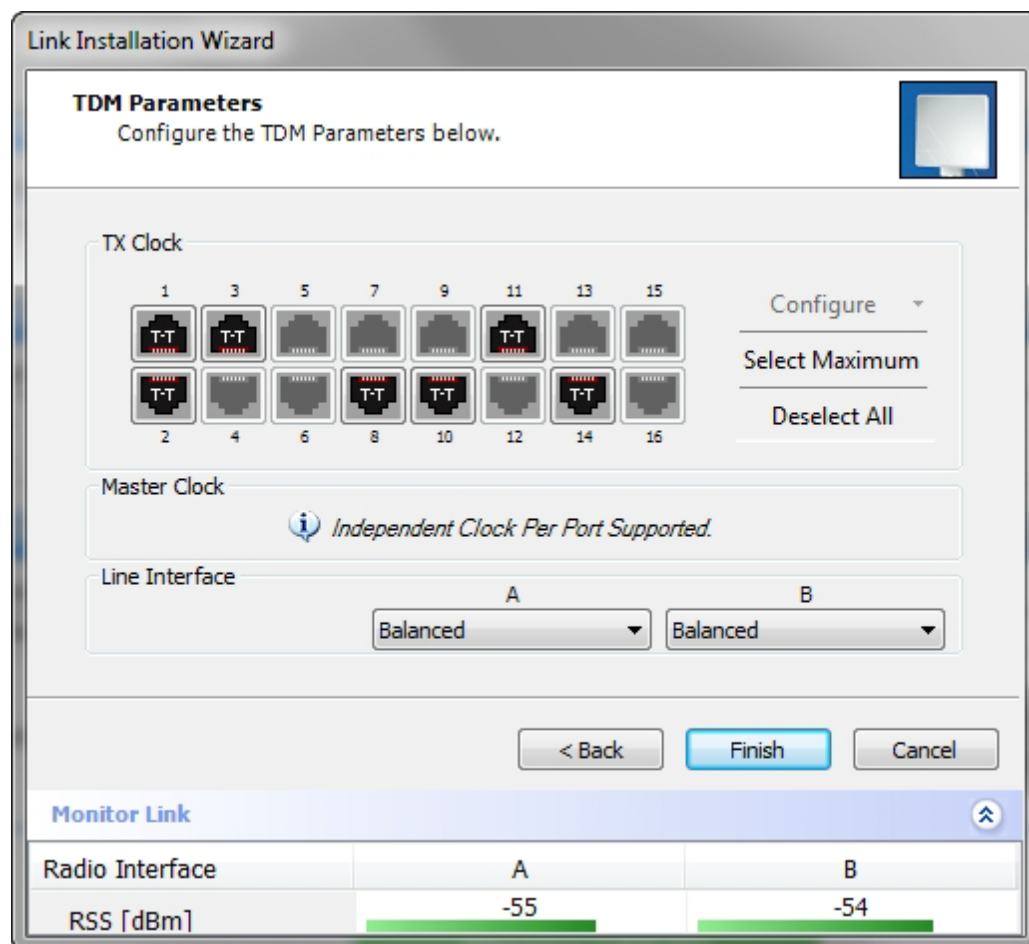 Link Installation Wizard
TDM Parameters
Configure the TDM Parameters below.
TX Clock
1 3 5 7 9 11 13 15
T-T T-T T-T
T-T T-T T-T T-T
2 4 6 8 10 12 14 16
Configure
Select Maximum
Deselect All
Master Clock
Independent Clock Per Port Supported.
Line Interface
A B
Balanced Balanced
< Back Finish Cancel
Monitor Link
Radio Interface A B
RSS [dBm] -55 -54